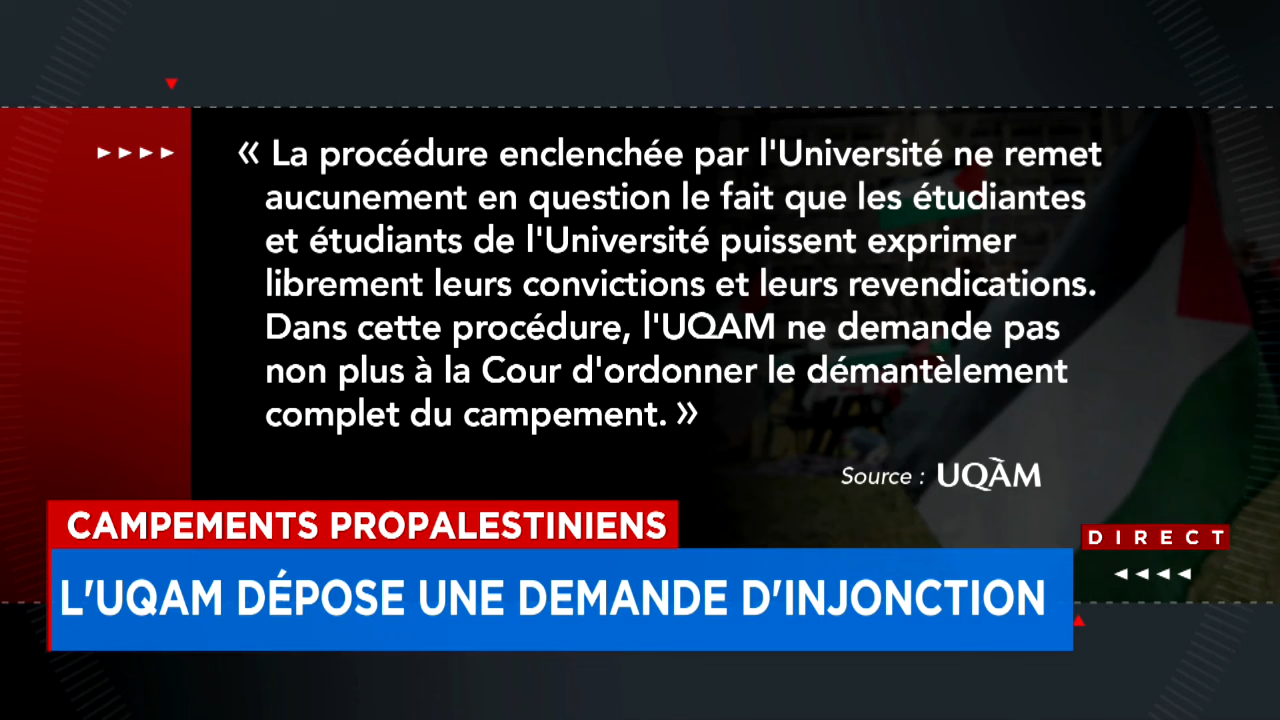 « La procédure enclenchée par l'Université ne remet
aucunement en question le fait que les étudiantes
et étudiants de l'Université puissent exprimer
librement leurs convictions et leurs revendications.
Dans cette procédure, l'UQAM ne demande pas
non plus à la Cour d'ordonner le démantèlement
complet du campement. »
Source : UQÀM
CAMPEMENTS PROPALESTINIENS
DIRECT
L'UQAM DÉPOSE UNE DEMANDE D'INJONCTION